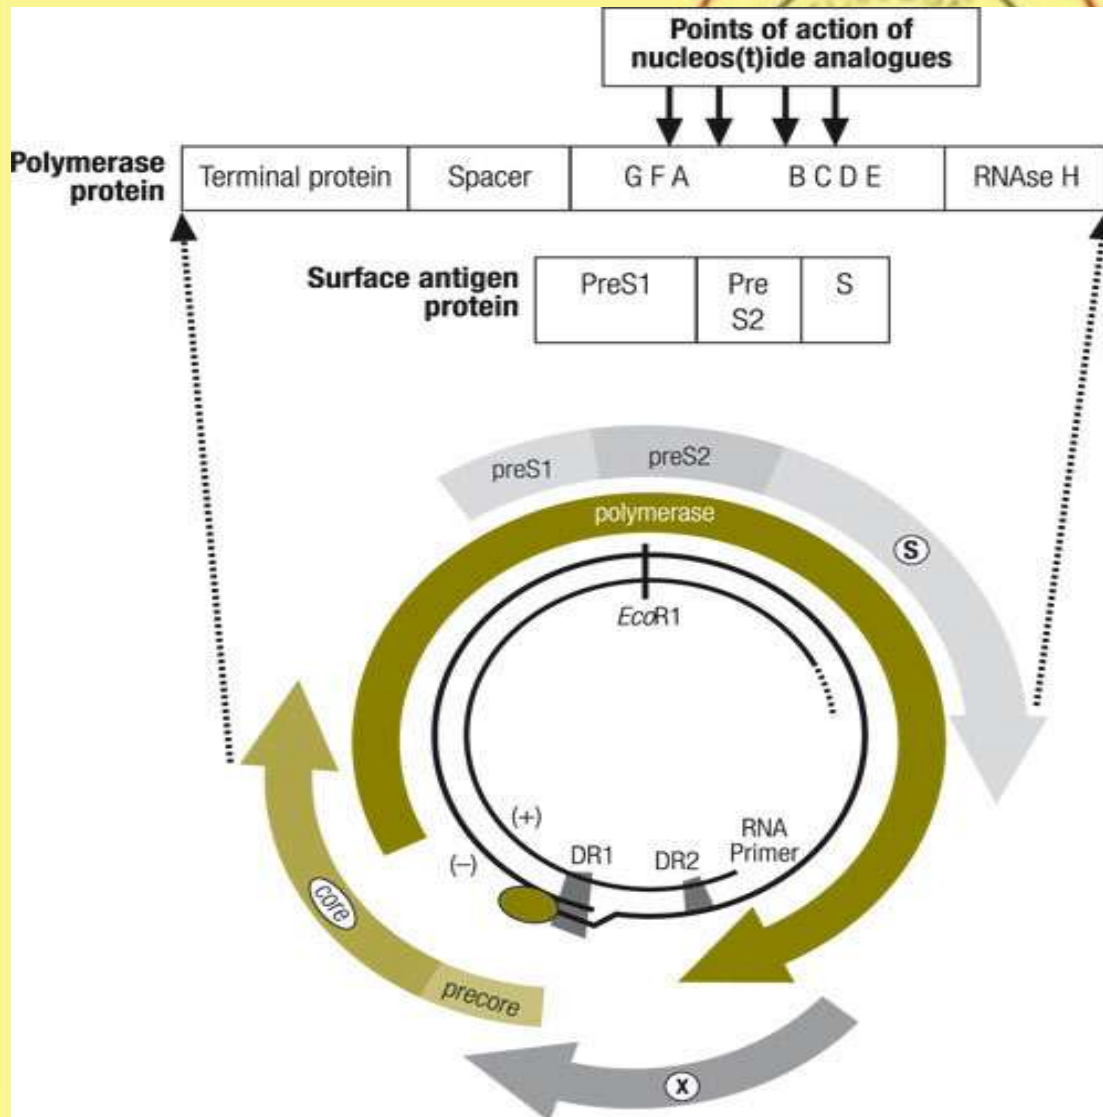 Points of action of
nucleos(t)ide analogues
Polymerase
protein
Terminal protein
Spacer
G F A
B C D E
RNAse H
Surface antigen
protein
PreS1
Pre
S2
S
preS1
preS2
polymerase
S
EcoR1
(+)
(–)
DR1
DR2
RNA
Primer
core
precore
X